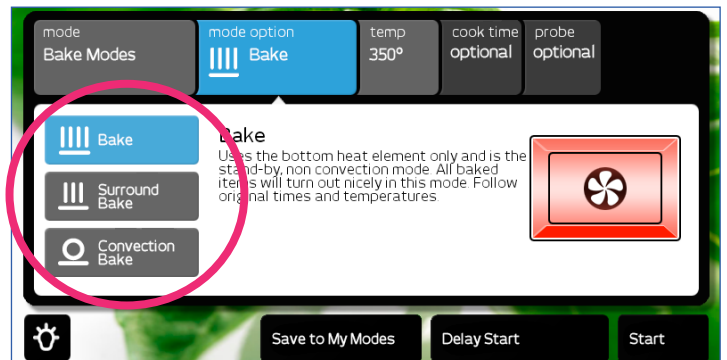 mode
Bake Modes
mode option
Bake
temp
350°
cook time
optional
probe
optional
Bake
Surround
Bake
Convection
Bake
Bake
Uses the bottom heat element only and is the
stand-by, non convection mode. All baked
items will turn out nicely in this mode. Follow
original times and temperatures.
Save to My Modes
Delay Start
Start